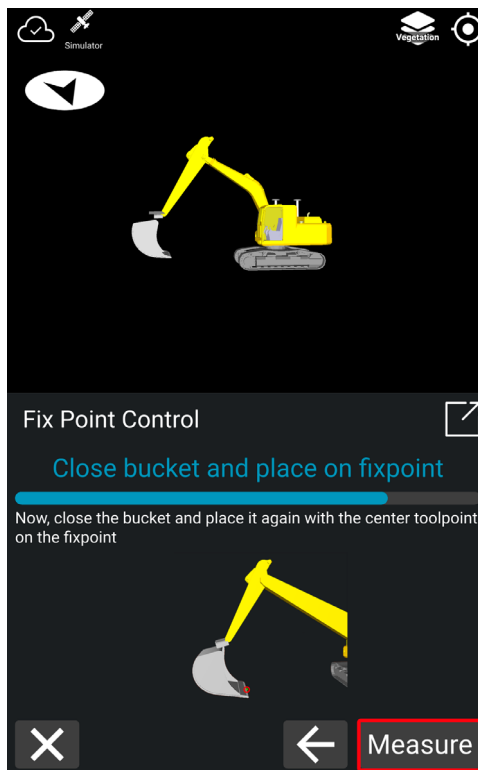 Simulator
Vegetation
Fix Point Control
Close bucket and place on fixpoint
Now, close the bucket and place it again with the center toolpoint
on the fixpoint
Measure